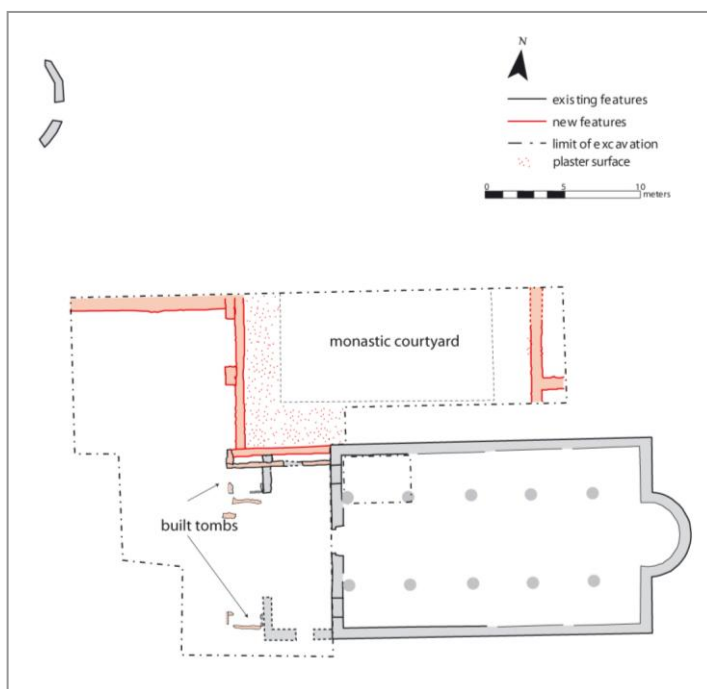 N
existing features
new features
limit of excavation
plaster surface
0 5 10
meters
monastic courtyard
built tombs